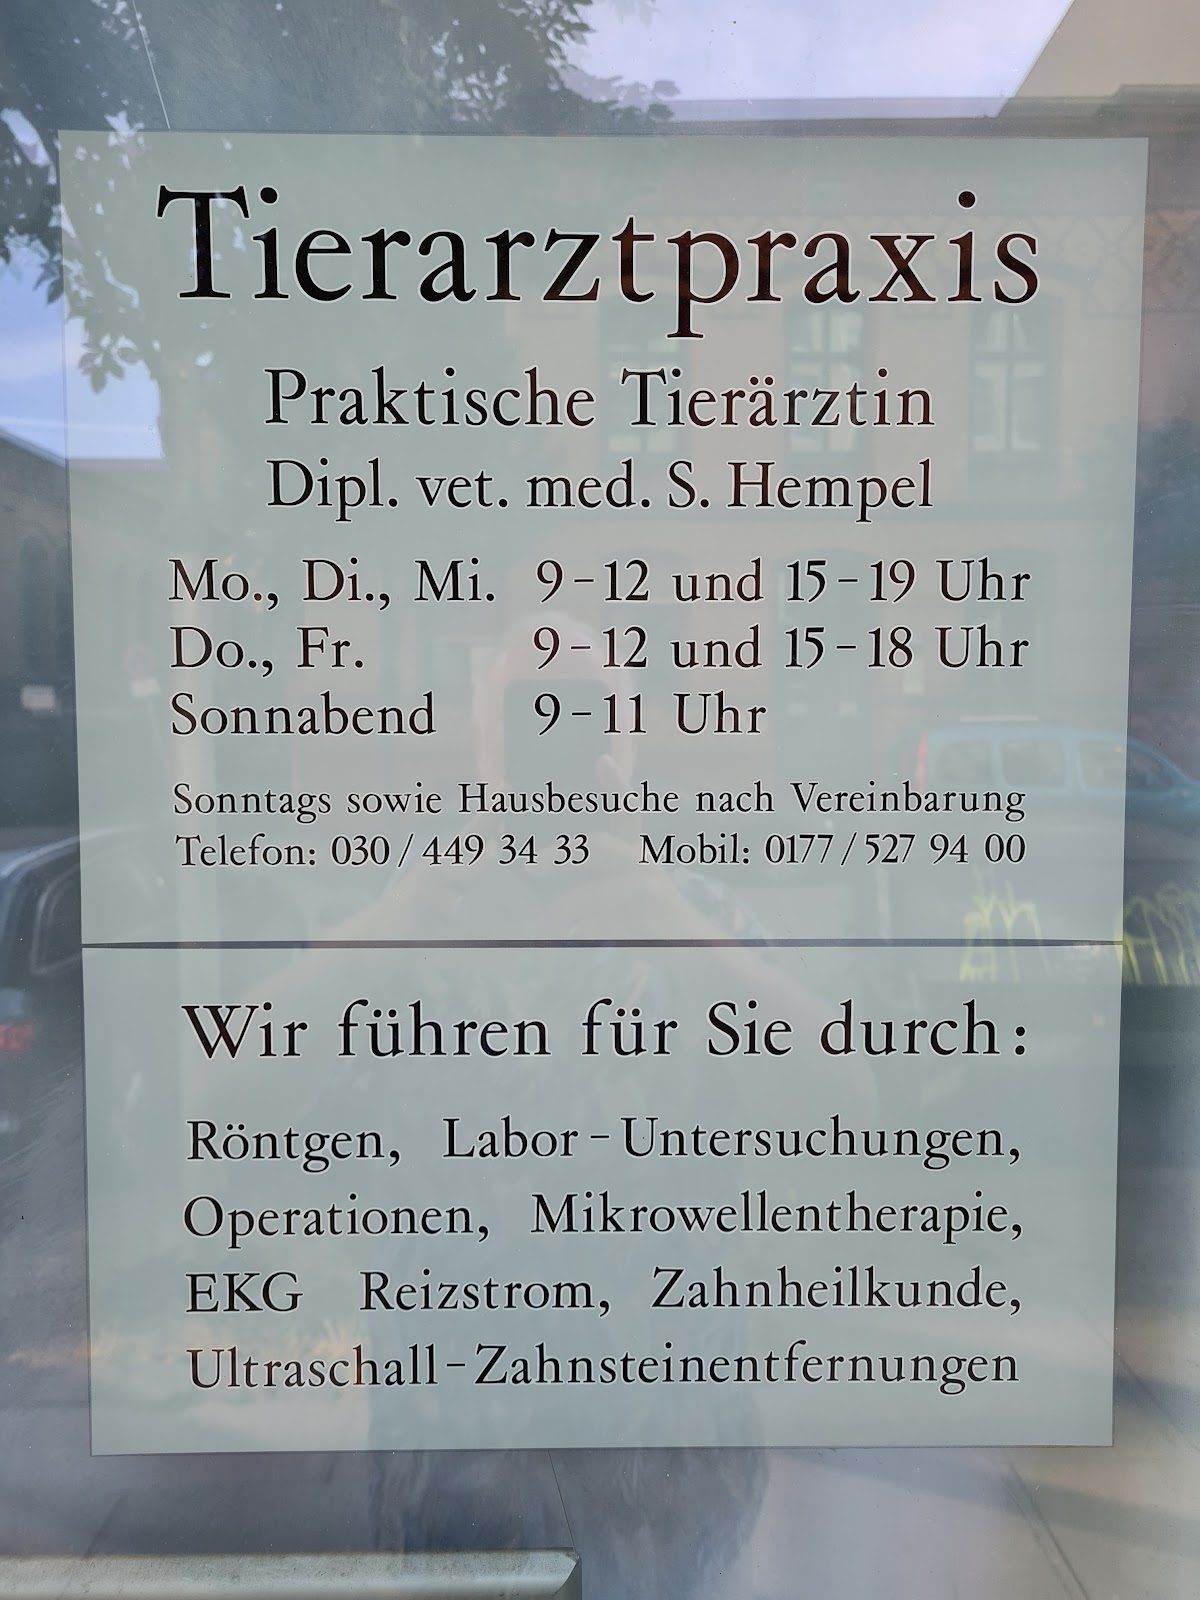 Tierarztpraxis
Praktische Tierärztin
Dipl. vet. med. S. Hempel
Mo., Di., Mi. 9-12 und 15-19 Uhr
Do., Fr. 9-12 und 15-18 Uhr
Sonnabend 9-11 Uhr
Sonntags sowie Hausbesuche nach Vereinbarung
Telefon: 030/449 34 33 Mobil: 0177/527 94 00
Wir führen für Sie durch:
Röntgen, Labor-Untersuchungen,
Operationen, Mikrowellentherapie,
EKG Reizstrom, Zahnheilkunde,
Ultraschall-Zahnsteinentfernungen